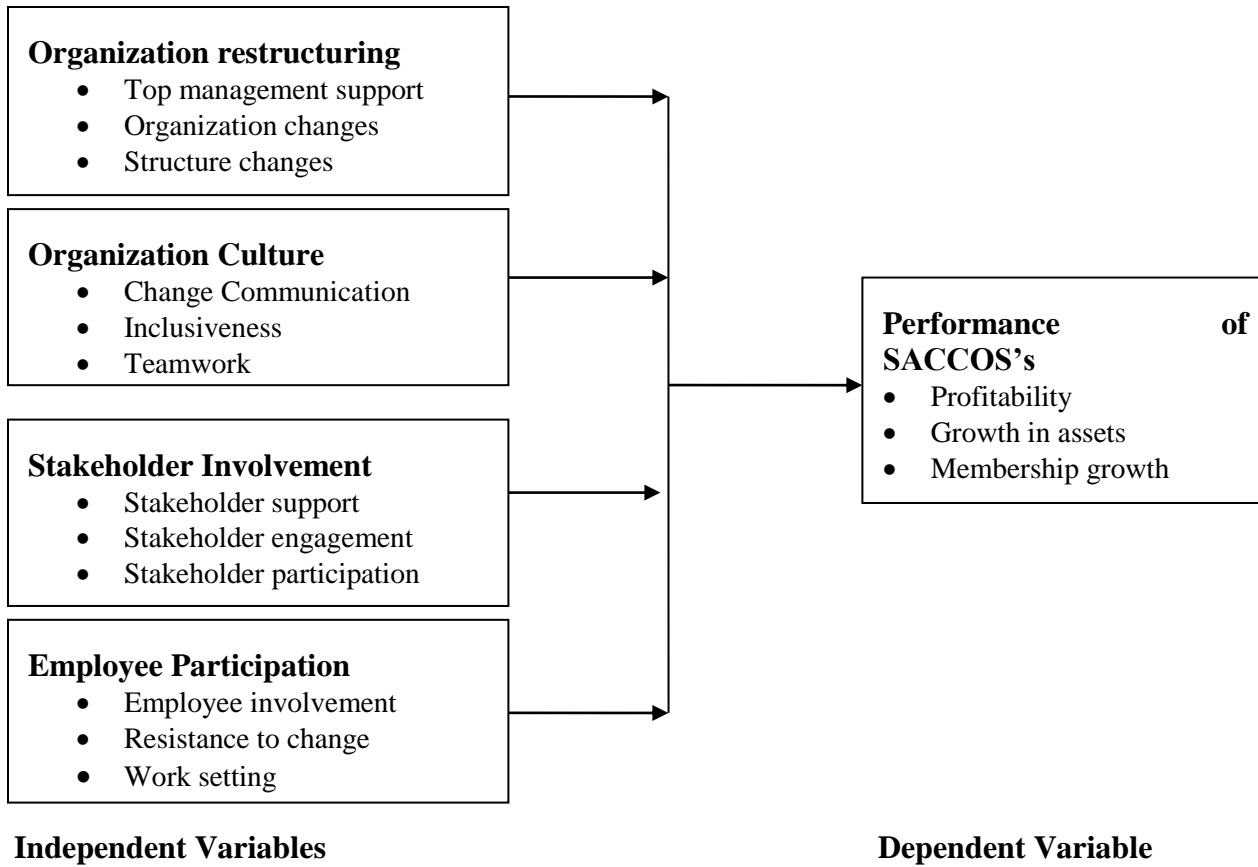 Organization restructuring
• Top management support
• Organization changes
• Structure changes
Organization Culture
• Change Communication
• Inclusiveness
• Teamwork
Stakeholder Involvement
• Stakeholder support
• Stakeholder engagement
• Stakeholder participation
Employee Participation
• Employee involvement
• Resistance to change
• Work setting
Independent Variables
Performance of
SACCOS’s
• Profitability
• Growth in assets
• Membership growth
Dependent Variable